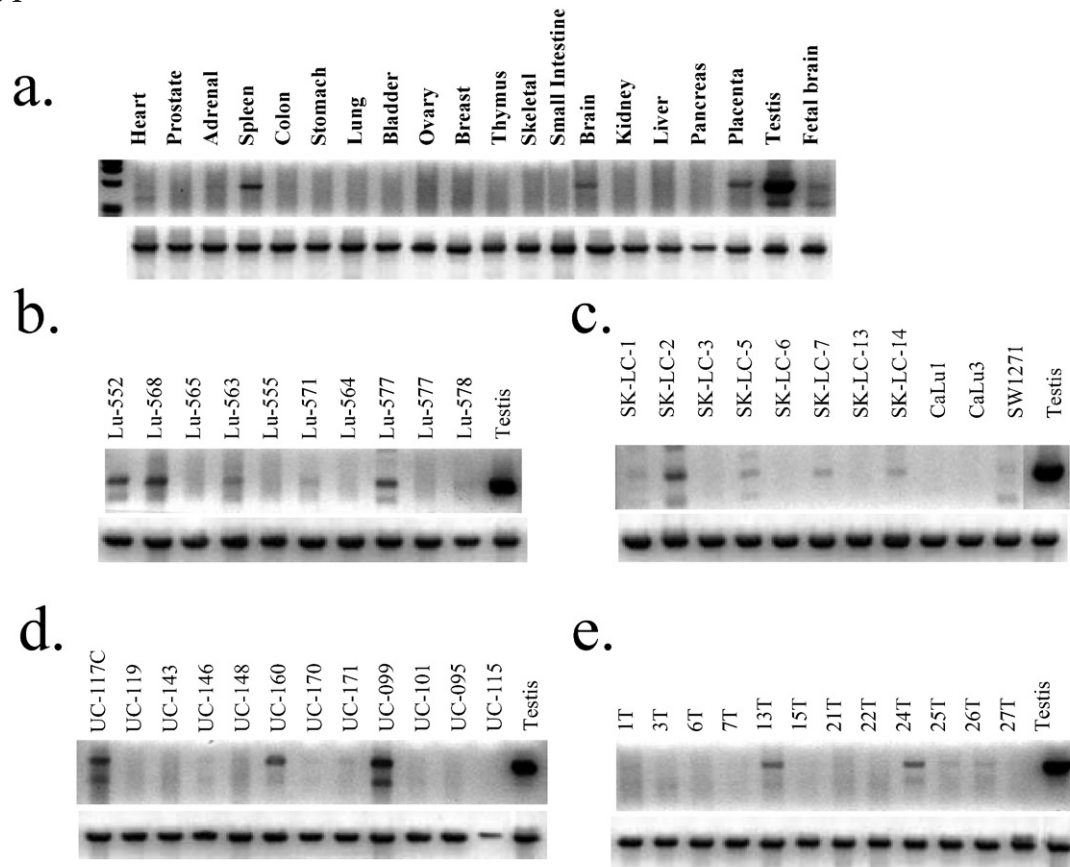 a.
Heart
Prostate
Adrenal
Spleen
Colon
Stomach
Lung
Bladder
Ovary
Breast
Thymus
Skeletal
Small Intestine
Brain
Kidney
Liver
Pancreas
Placenta
Testis
Fetal brain
b.
Lu-552
Lu-568
Lu-565
Lu-563
Lu-555
Lu-571
Lu-564
Lu-577
Lu-577
Lu-578
Testis
c.
SK-LC-1
SK-LC-2
SK-LC-3
SK-LC-5
SK-LC-6
SK-LC-7
SK-LC-13
SK-LC-14
CaLu1
CaLu3
SW1271
Testis
d.
UC-117C
UC-119
UC-143
UC-146
UC-148
UC-160
UC-170
UC-171
UC-099
UC-101
UC-095
UC-115
Testis
e.
1T
3T
6T
7T
13T
15T
21T
22T
24T
25T
26T
27T
Testis